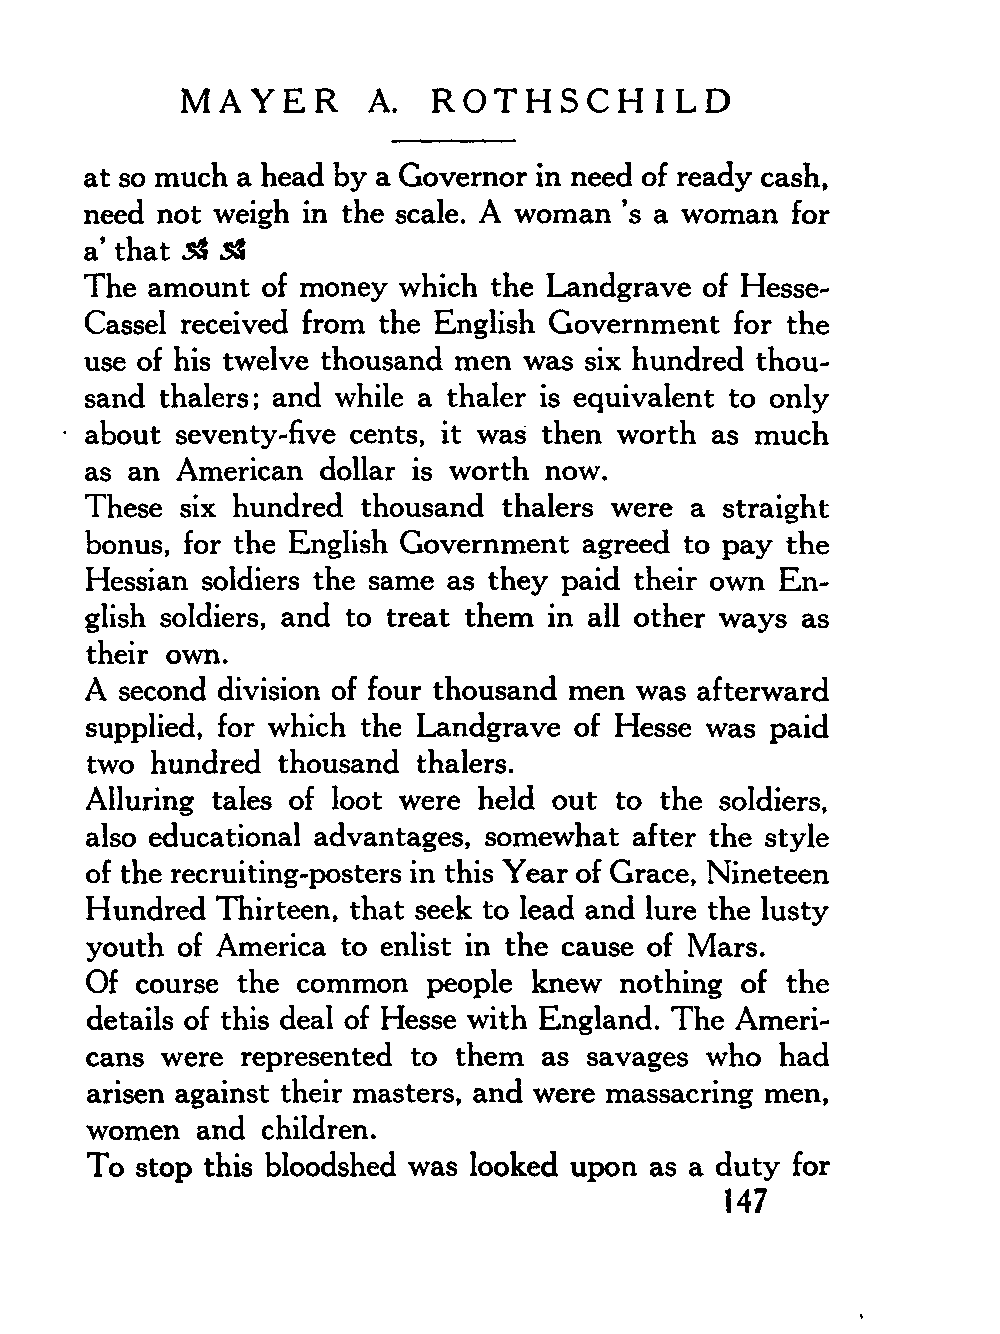 MAYER A. ROTHSCHILD
at so much a head by a Governor in need of ready cash,
need not weigh in the scale. A woman 's a woman for
a' that
The amount of money which the Landgrave of Hesse-
Cassel received from the English Government for the
use of his twelve thousand men was six hundred thou-
sand thalers; and while a thaler is equivalent to only
about seventy-five cents, it was then worth as much
as an American dollar is worth now.
These six hundred thousand thalers were a straight
bonus, for the English Government agreed to pay the
Hessian soldiers the same as they paid their own En-
glish soldiers, and to treat them in all other ways as
their own.
A second division of four thousand men was afterward
supplied, for which the Landgrave of Hesse was paid
two hundred thousand thalers.
Alluring tales of loot were held out to the soldiers,
also educational advantages, somewhat after the style
of the recruiting-posters in this Year of Grace, Nineteen
Hundred Thirteen, that seek to lead and lure the lusty
youth of America to enlist in the cause of Mars.
Of course the common people knew nothing of the
details of this deal of Hesse with England. The Ameri-
cans were represented to them as savages who had
arisen against their masters, and were massacring men,
women and children.
To stop this bloodshed was looked upon as a duty for
147